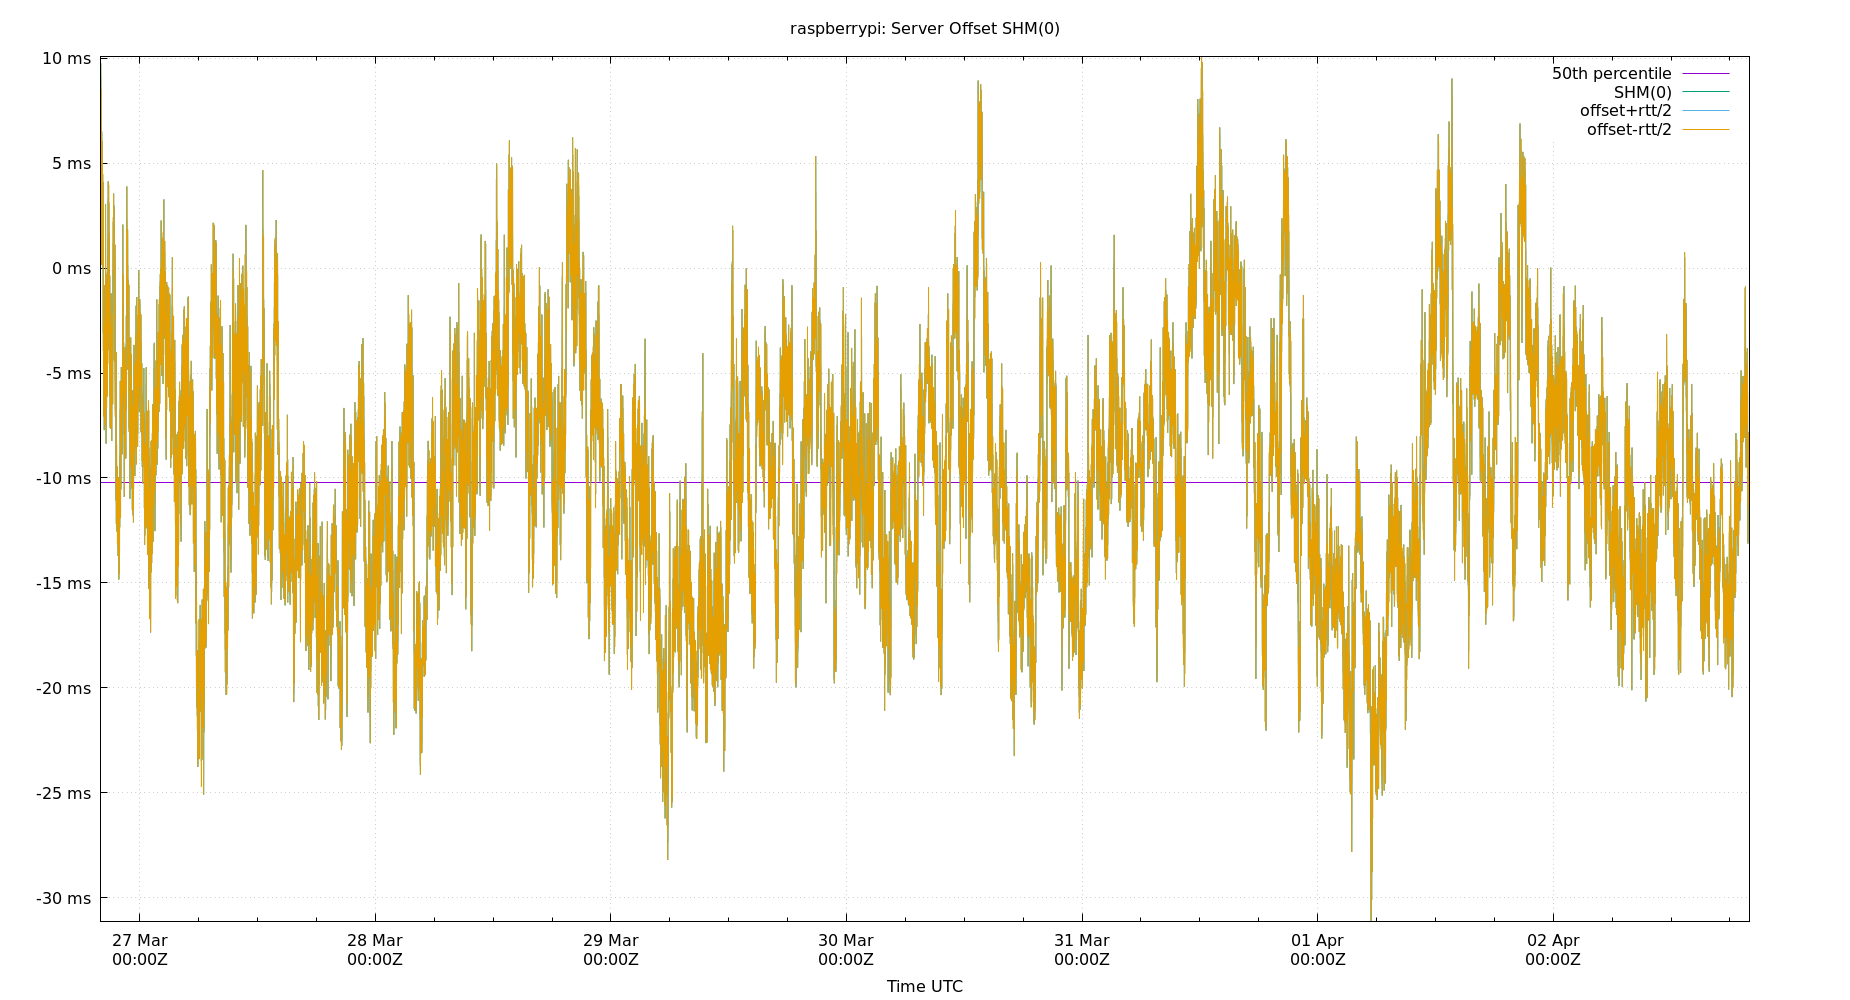 raspberrypi: Server Offset SHM(0)
10 ms
5 ms
0 ms
-5 ms
-10 ms
-15 ms
-20 ms
-25 ms
-30 ms
50th percentile
SHM(0)
offset+rtt/2
offset-rtt/2
27 Mar
00:00Z
28 Mar
00:00Z
29 Mar
00:00Z
30 Mar
00:00Z
31 Mar
00:00Z
01 Apr
00:00Z
02 Apr
00:00Z
Time UTC